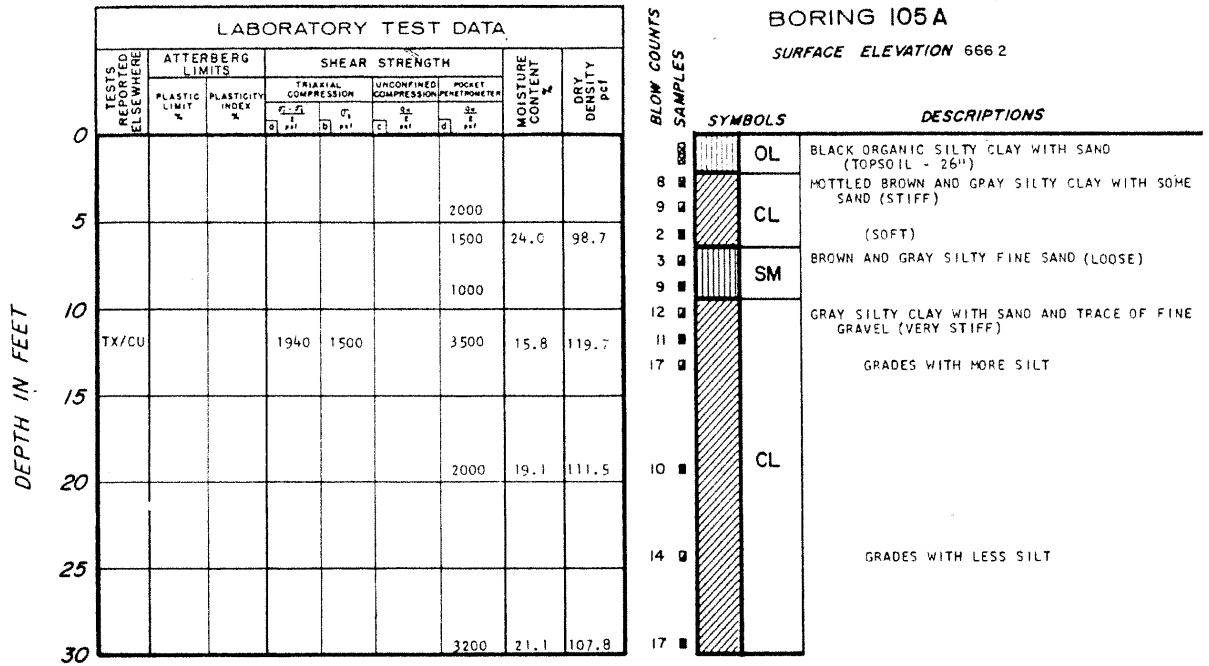 LABORATORY TEST DATA
TESTS REPORTED ELSEWHERE
ATTERBERG LIMITS
SHEAR STRENGTH
MOISTURE CONTENT %
DRY DENSITY pcf
PLASTIC LIMIT %
PLASTICITY INDEX %
TRIAXIAL COMPRESSION
UNCONFINED COMPRESSION
POCKET PENETROMETER
a psf
b psf
c psf
d
BLOW COUNTS
SAMPLES
BORING 105A
SURFACE ELEVATION 666 2
SYMBOLS
DESCRIPTIONS
DEPTH IN FEET
0
OL BLACK ORGANIC SILTY CLAY WITH SAND
(TOPSOIL - 26")
8 MOTTLED BROWN AND GRAY SILTY CLAY WITH SOME
2000 9 CL SAND (STIFF)
5
1500 24.0 98.7 2 (SOFT)
3 SM BROWN AND GRAY SILTY FINE SAND (LOOSE)
1000 9
10 12 GRAY SILTY CLAY WITH SAND AND TRACE OF FINE
GRAVEL (VERY STIFF)
TX/CU 1940 1500 3500 15.8 119.7 11
17 GRADES WITH MORE SILT
15
CL
2000 19.1 111.5 10
20
14 GRADES WITH LESS SILT
25
3200 21.1 107.8 17
30